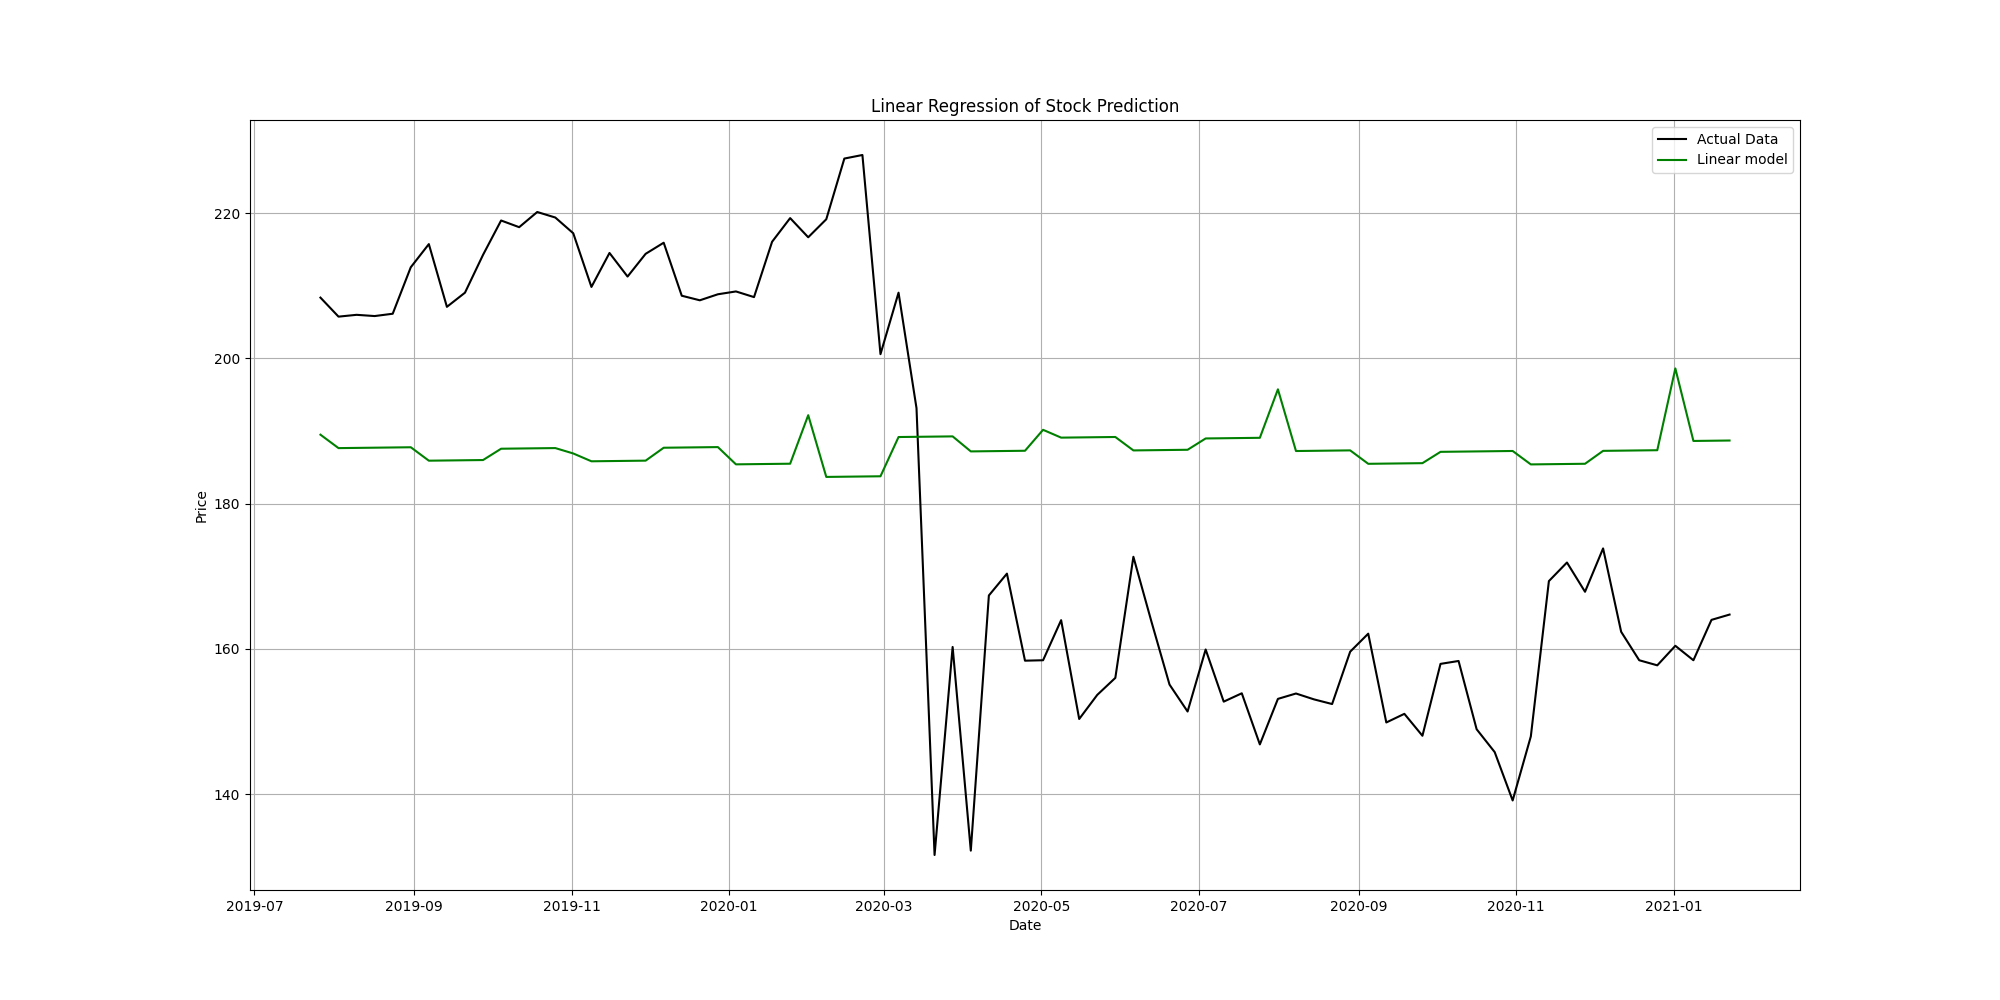 Linear Regression of Stock Prediction
Actual Data
Linear model
Price
220
200
180
160
140
2019-07 2019-09 2019-11 2020-01 2020-03 2020-05 2020-07 2020-09 2020-11 2021-01
Date